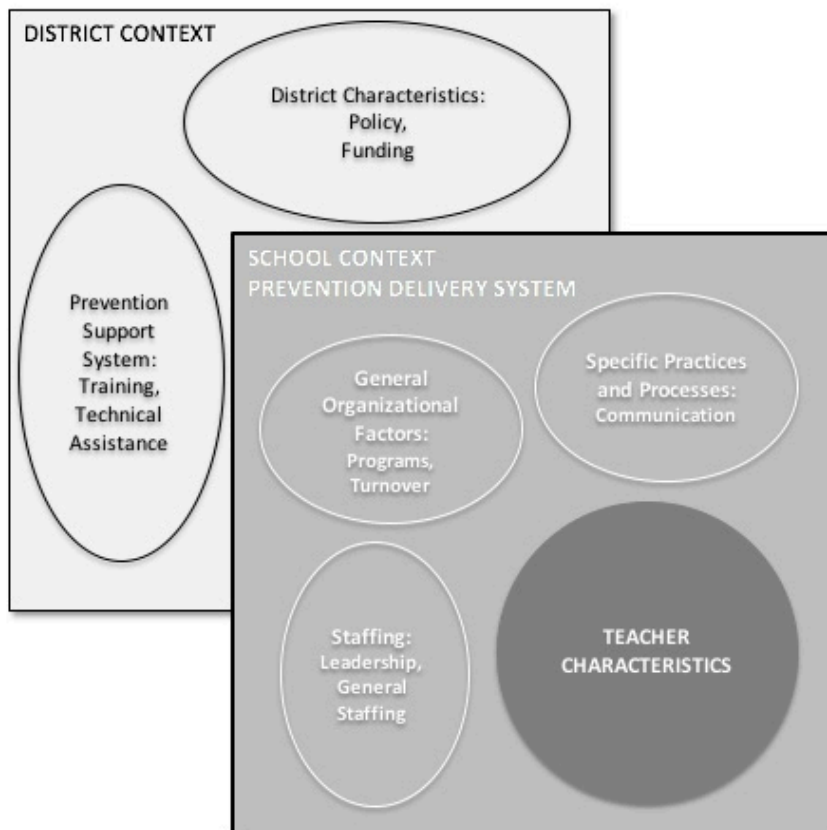 DISTRICT CONTEXT
District Characteristics:
Policy,
Funding
Prevention
Support
System:
Training,
Technical
Assistance
SCHOOL CONTEXT
PREVENTION DELIVERY SYSTEM
General
Organizational
Factors:
Programs,
Turnover
Specific Practices
and Processes:
Communication
Staffing:
Leadership,
General
Staffing
TEACHER
CHARACTERISTICS